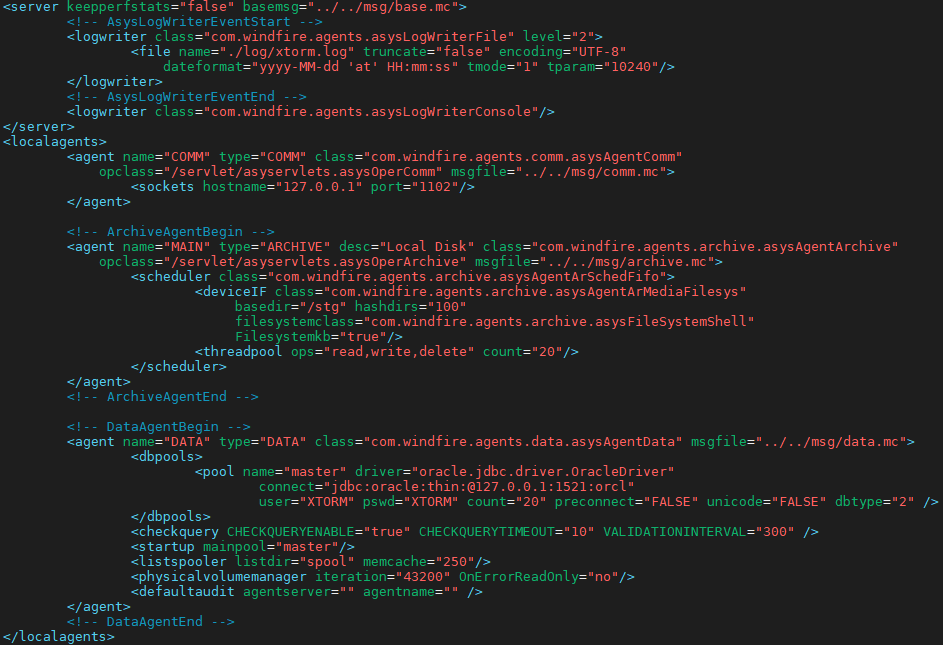 <server keepperfstats="false" basemsg="../../msg/base.mc">
<!-- AsysLogWriterEventStart -->
<logwriter class="com.windfire.agents.asysLogWriterFile" level="2">
<file name="./log/xtorm.log" truncate="false" encoding="UTF-8"
dateformat="yyyy-MM-dd 'at' HH:mm:ss" tmode="1" tparam="10240"/>
</logwriter>
<!-- AsysLogWriterEventEnd -->
<logwriter class="com.windfire.agents.asysLogWriterConsole"/>
</server>
<localagents>
<agent name="COMM" type="COMM" class="com.windfire.agents.comm.asysAgentComm"
opclass="/servlet/asyservlets.asysOperComm" msgfile="../../msg/comm.mc">
<sockets hostname="127.0.0.1" port="1102"/>
</agent>
<!-- ArchiveAgentBegin -->
<agent name="MAIN" type="ARCHIVE" desc="Local Disk" class="com.windfire.agents.archive.asysAgentArchive"
opclass="/servlet/asyservlets.asysOperArchive" msgfile="../../msg/archive.mc">
<scheduler class="com.windfire.agents.archive.asysAgentArSchedFifo">
<deviceIF class="com.windfire.agents.archive.asysAgentArMediaFilesys"
basedir="/stg" hashdirs="100"
filesystemclass="com.windfire.agents.archive.asysFileSystemShell"
Filesystemkb="true"/>
<threadpool ops="read,write,delete" count="20"/>
</scheduler>
</agent>
<!-- ArchiveAgentEnd -->
<!-- DataAgentBegin -->
<agent name="DATA" type="DATA" class="com.windfire.agents.data.asysAgentData" msgfile="../../msg/data.mc">
<dbpools>
<pool name="master" driver="oracle.jdbc.driver.OracleDriver"
connect="jdbc:oracle:thin:@127.0.0.1:1521:orcl"
user="XTORM" pswd="XTORM" count="20" preconnect="FALSE" unicode="FALSE" dbtype="2" />
</dbpools>
<checkquery CHECKQUERYENABLE="true" CHECKQUERYTIMEOUT="10" VALIDATIONINTERVAL="300" />
<startup mainpool="master"/>
<listspooler listdir="spool" memcache="250"/>
<physicalvolumemanager iteration="43200" OnErrorReadOnly="no"/>
<defaultaudit agentserver="" agentname="" />
</agent>
<!-- DataAgentEnd -->
</localagents>